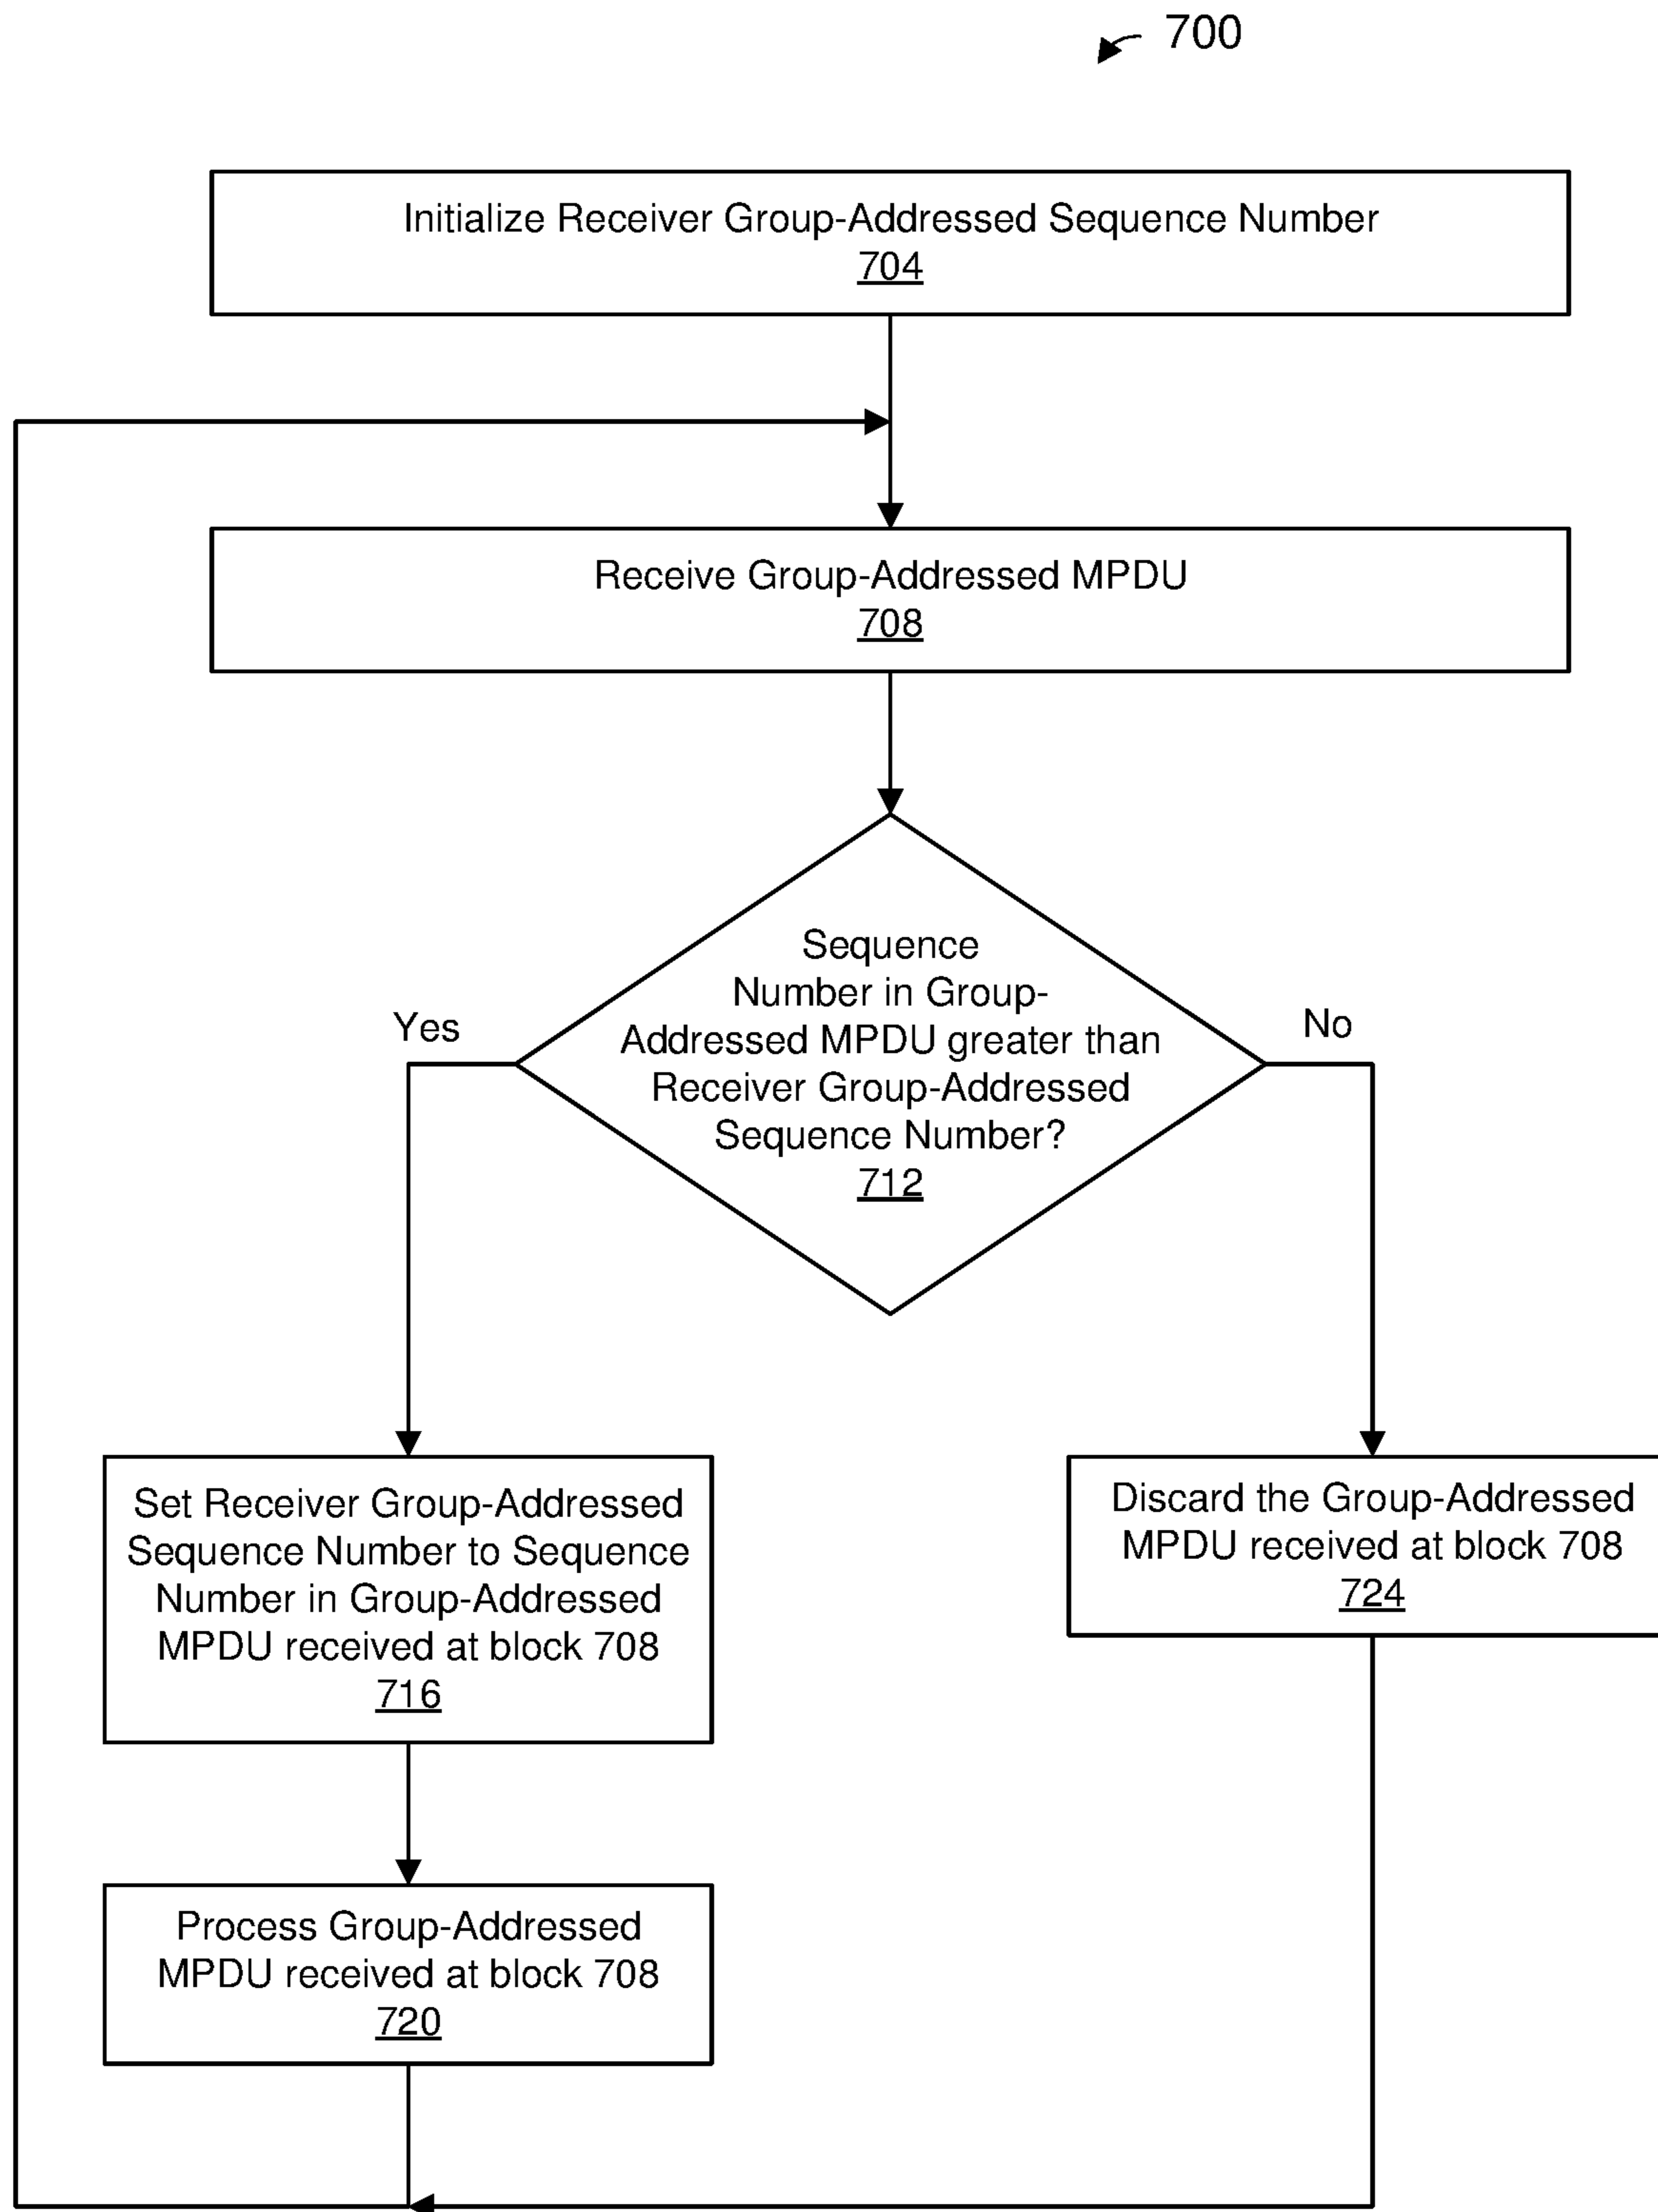 700
Initialize Receiver Group-Addressed Sequence Number
704
Receive Group-Addressed MPDU
708
Sequence
Number in Group-
Addressed MPDU greater than
Receiver Group-Addressed
Sequence Number?
712
Yes
No
Set Receiver Group-Addressed
Sequence Number to Sequence
Number in Group-Addressed
MPDU received at block 708
716
Discard the Group-Addressed
MPDU received at block 708
724
Process Group-Addressed
MPDU received at block 708
720